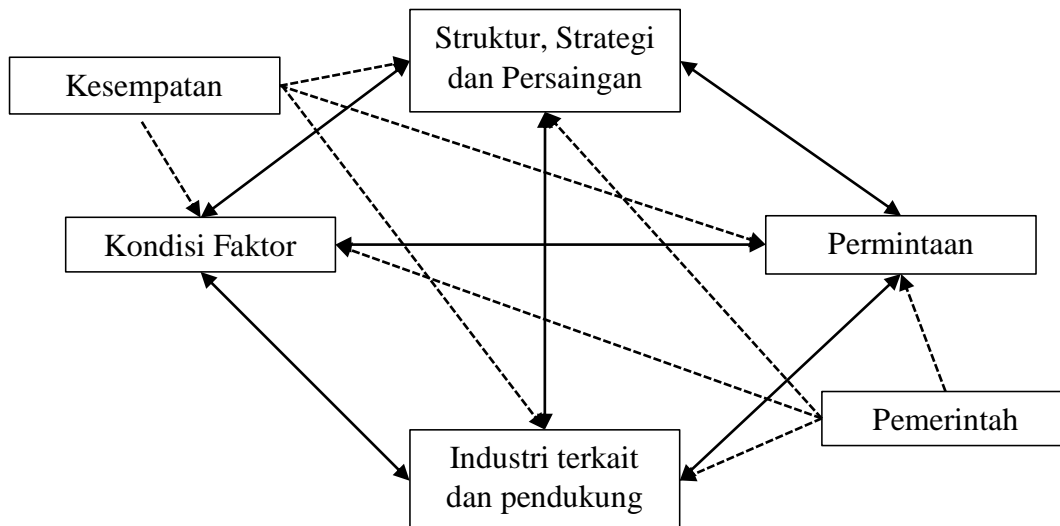 Struktur, Strategi
dan Persaingan
Kesempatan
Kondisi Faktor
Permintaan
Pemerintah
Industri terkait
dan pendukung